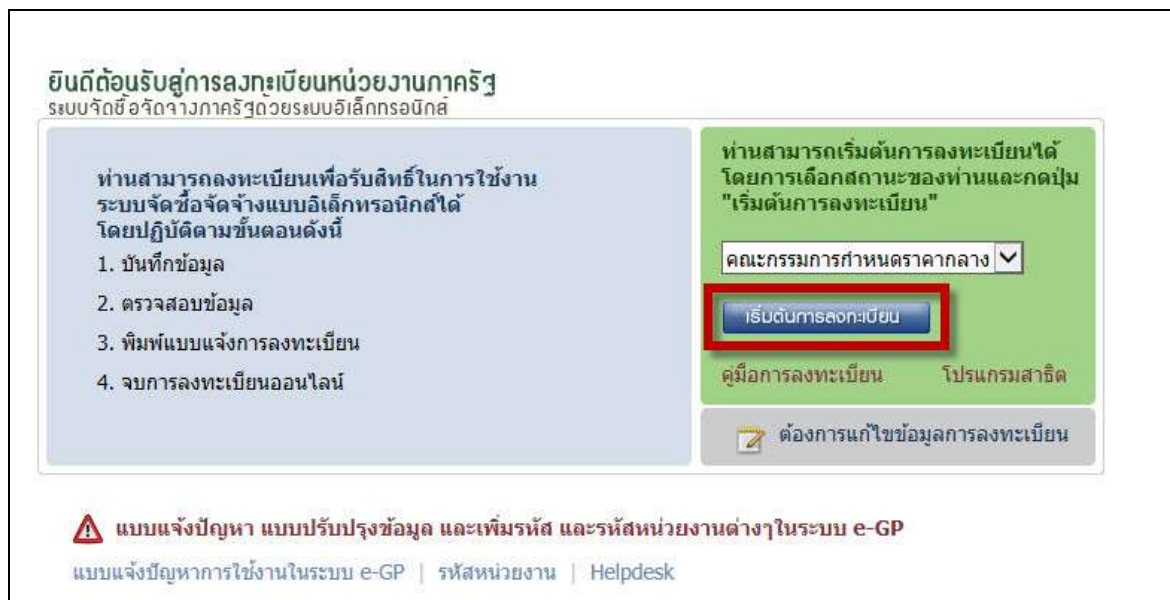 ยินดีต้อนรับสู่การลงทะเบียนหน่วยงานภาครัฐ
ระบบจัดซื้อจัดจ้างภาครัฐด้วยระบบอิเล็กทรอนิกส์
ท่านสามารถลงทะเบียนเพื่อรับสิทธิ์ในการใช้งาน
ระบบจัดซื้อจัดจ้างแบบอิเล็กทรอนิกส์ได้
โดยปฏิบัติตามขั้นตอนดังนี้
1. บันทึกข้อมูล
2. ตรวจสอบข้อมูล
3. พิมพ์แบบแจ้งการลงทะเบียน
4. จบการลงทะเบียนออนไลน์
ท่านสามารถเริ่มต้นการลงทะเบียนได้
โดยการเลือกสถานะของท่านและกดปุ่ม
"เริ่มต้นการลงทะเบียน"
คณะกรรมการกำหนดราคากลาง
เริ่มต้นการลงทะเบียน
คู่มือการลงทะเบียน โปรแกรมสาธิต
ต้องการแก้ไขข้อมูลการลงทะเบียน
แบบแจ้งปัญหา แบบปรับปรุงข้อมูล และเพิ่มรหัส และรหัสหน่วยงานต่างๆในระบบ e-GP
แบบแจ้งปัญหาการใช้งานในระบบ e-GP | รหัสหน่วยงาน | Helpdesk